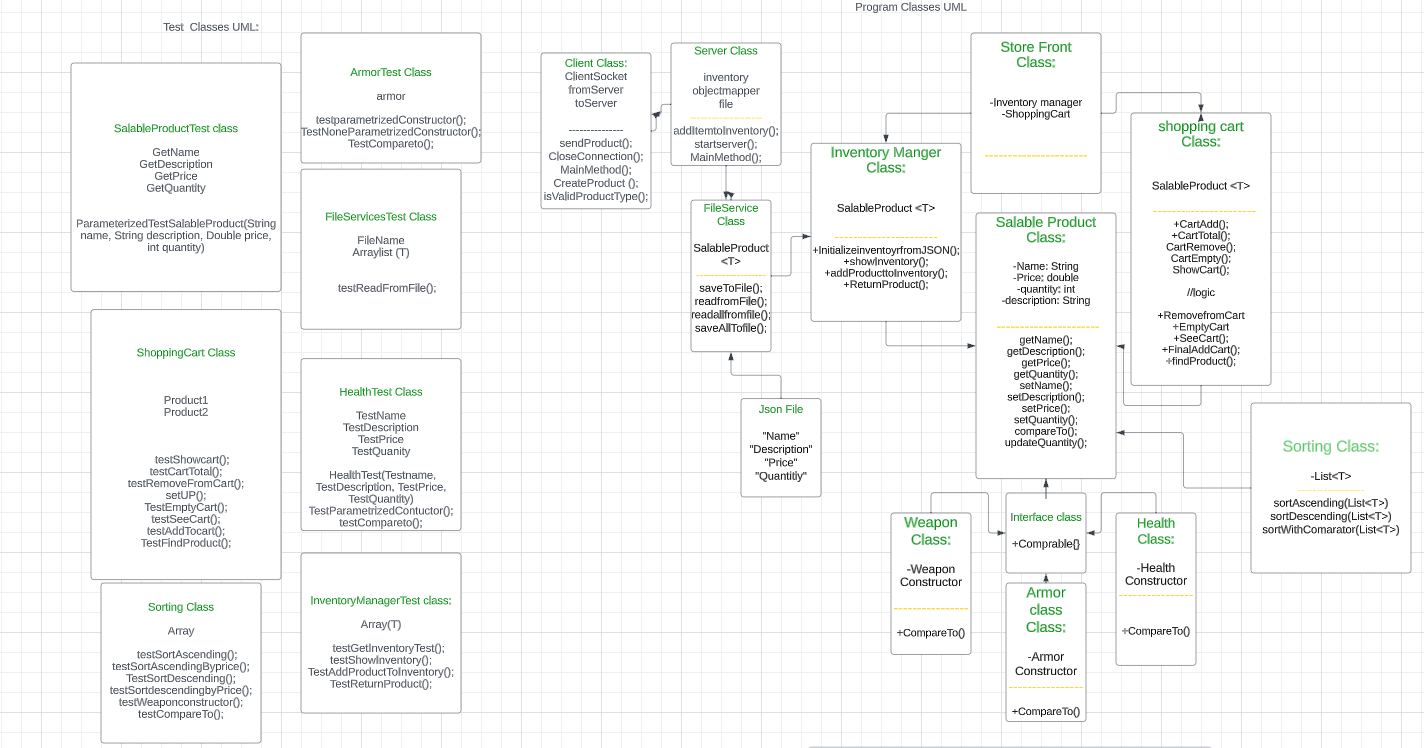 Test Classes UML:
SalableProductTest class
GetName
GetDescription
GetPrice
GetQuantity
ParameterizedTestSalableProduct(String
name, String description, Double price,
int quantity)
ShoppingCart Class
Product1
Product2
testShowcart();
testCartTotal();
testRemoveFromCart();
setUP();
TestEmptyCart();
testSeeCart();
testAddTocart();
TestFindProduct();
Sorting Class
Array
testSortAscending();
testSortAscendingByprice();
TestSortDescending();
testSortdescendingbyPrice();
testWeaponconstructor();
testCompareTo();
ArmorTest Class
armor
testparametrizedConstructor();
TestNoneParametrizedConstructor();
TestCompareto();
FileServicesTest Class
FileName
Arraylist (T)
testReadFromFile();
HealthTest Class
TestName
TestDescription
TestPrice
TestQuanity
HealthTest(Testname,
TestDescription, TestPrice,
TestQuantity)
TestParametrizedContuctor();
testCompareto();
InventoryManagerTest class:
Array(T)
testGetInventoryTest();
testShowInventory();
TestAddProductToInventory();
TestReturnProduct();
Program Classes UML
Client Class:
ClientSocket
fromServer
toServer
---------------
sendProduct();
CloseConnection();
MainMethod();
CreateProduct ();
isValidProductType();
Server Class
inventory
objectmapper
file
addItemtoInventory();
startserver();
MainMethod();
FileService
Class
SalableProduct
<T>
saveToFile();
readfromFile();
readallfromfile();
saveAllTofile();
Json File
"Name"
"Description"
"Price"
"Quantitiy"
Inventory Manger
Class:
SalableProduct <T>
+InitializeinventoyrfromJSON();
+showInventory();
+addProducttoInventory();
+ReturnProduct();
Store Front
Class:
-Inventory manager
-ShoppingCart
Salable Product
Class:
-Name: String
-Price: double
-quantity: int
-description: String
getName();
getDescription();
getPrice();
getQuantity();
setName();
setDescription();
setPrice();
setQuantity();
compareTo();
updateQuantity();
shopping cart
Class:
SalableProduct <T>
+CartAdd();
+CartTotal();
CartRemove();
CartEmpty();
ShowCart();
//logic
+RemovefromCart
+EmptyCart
+SeeCart();
+FinalAddCart();
+findProduct();
Sorting Class:
-List<T>
sortAscending(List<T>)
sortDescending(List<T>)
sortWithComarator(List<T>)
Weapon
Class:
-Weapon
Constructor
+CompareTo()
Interface class
+Comprable{}
Armor
class
Class:
-Armor
Constructor
+CompareTo()
Health
Class:
-Health
Constructor
+CompareTo()